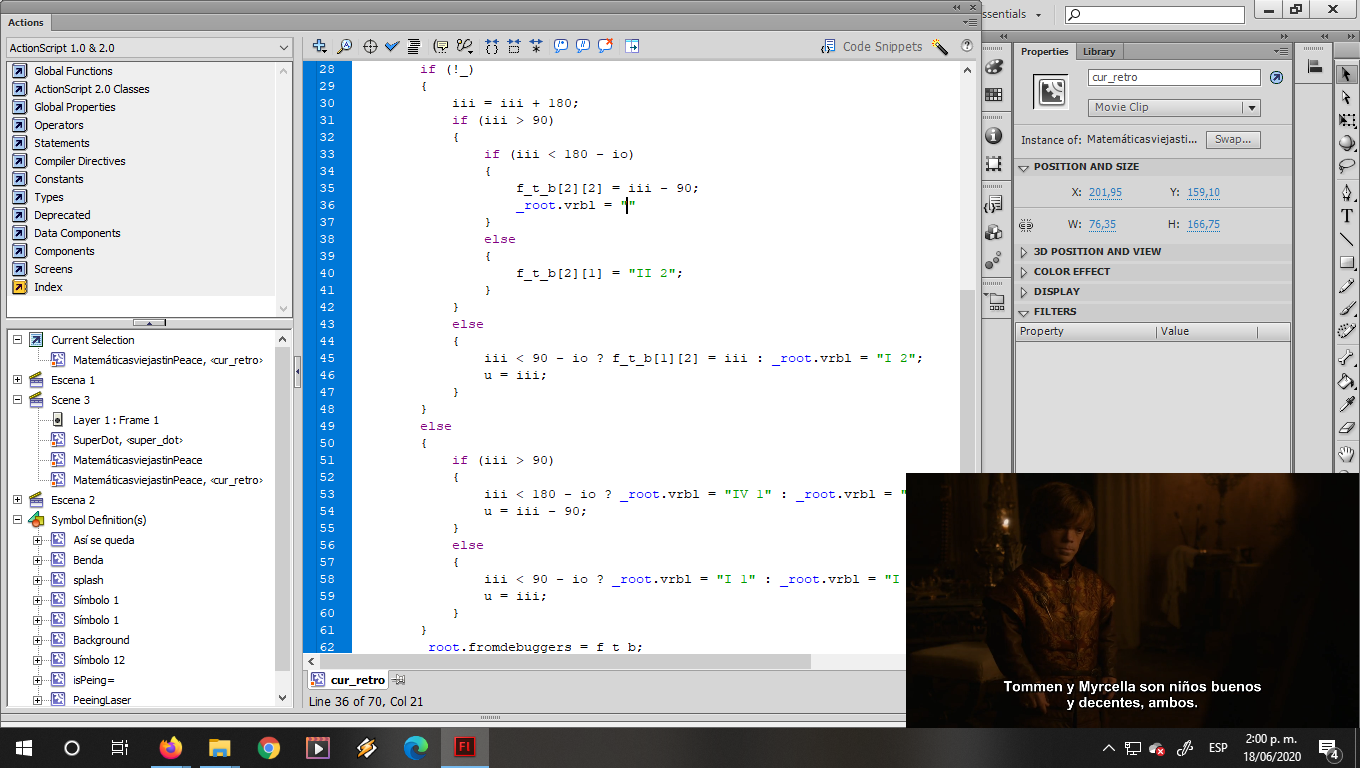 Actions
ssentials
ActionScript 1.0 & 2.0
Global Functions
ActionScript 2.0 Classes
Global Properties
Operators
Statements
Compiler Directives
Constants
Types
Deprecated
Data Components
Components
Screens
Index
Current Selection
MatemáticasviejastinPeace, <cur_retro>
Escena 1
Scene 3
Layer 1 : Frame 1
SuperDot, <super_dot>
MatemáticasviejastinPeace
MatemáticasviejastinPeace, <cur_retro>
Escena 2
Symbol Definition(s)
Así se queda
Benda
splash
Símbolo 1
Símbolo 1
Background
Símbolo 12
isPeing=
PeeingLaser
Code Snippets
28 if (!_)
29 {
30 iii = iii + 180;
31 if (iii > 90)
32 {
33 if (iii < 180 - io)
34 {
35 f_t_b[2][2] = iii - 90;
36 _root.vrbl = ""
37 }
38 else
39 {
40 f_t_b[2][1] = "II 2";
41 }
42 }
43 else
44 {
45 iii < 90 - io ? f_t_b[1][2] = iii : _root.vrbl = "I 2";
46 u = iii;
47 }
48 }
49 else
50 {
51 if (iii > 90)
52 {
53 iii < 180 - io ? _root.vrbl = "IV 1" : _root.vrbl = "
54 u = iii - 90;
55 }
56 else
57 {
58 iii < 90 - io ? _root.vrbl = "I 1" : _root.vrbl = "I
59 u = iii;
60 }
61 }
62 _root.fromdebuggers = f_t_b;
cur_retro
Line 36 of 70, Col 21
Properties
Library
cur_retro
Movie Clip
Instance of: Matemáticasviejasti...
Swap...
POSITION AND SIZE
X: 201,95 Y: 159,10
W: 76,35 H: 166,75
3D POSITION AND VIEW
COLOR EFFECT
DISPLAY
FILTERS
Property Value
T
Tommen y Myrcella son niños buenos
y decentes, ambos.
Fl
ESP
2:00 p. m.
18/06/2020
4